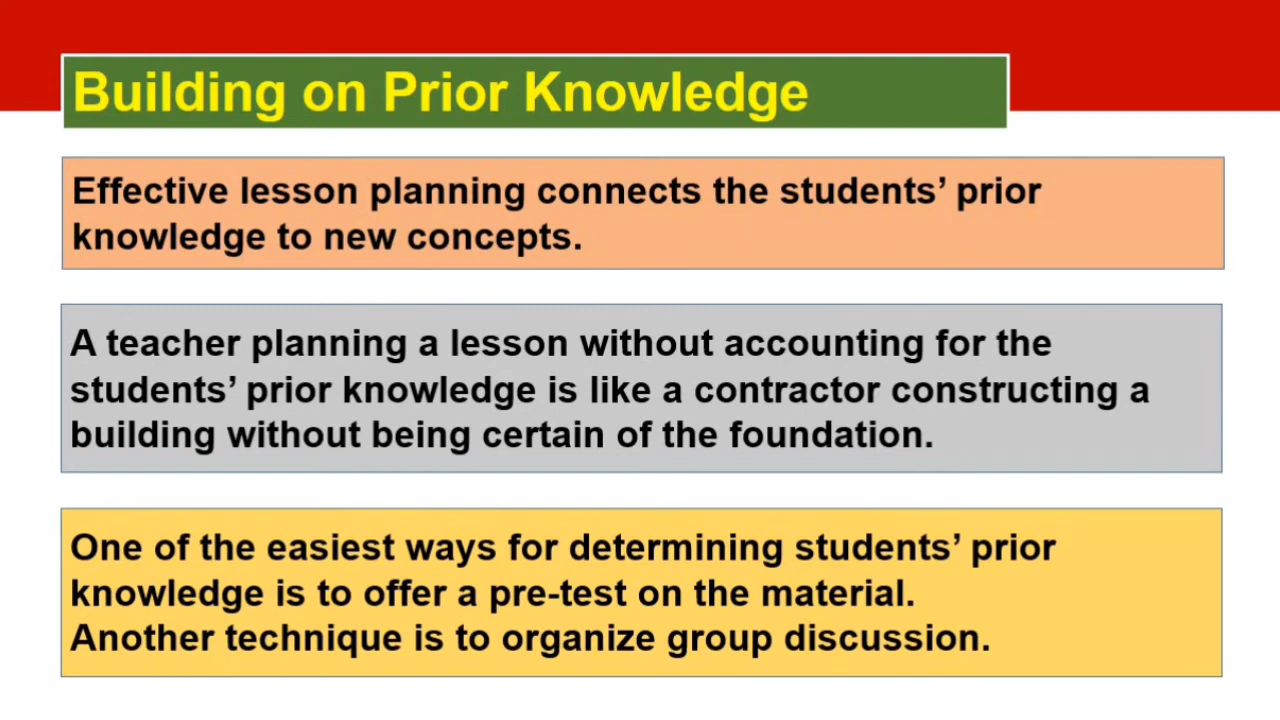 Building on Prior Knowledge
Effective lesson planning connects the students’ prior
knowledge to new concepts.
A teacher planning a lesson without accounting for the
students’ prior knowledge is like a contractor constructing a
building without being certain of the foundation.
One of the easiest ways for determining students’ prior
knowledge is to offer a pre-test on the material.
Another technique is to organize group discussion.